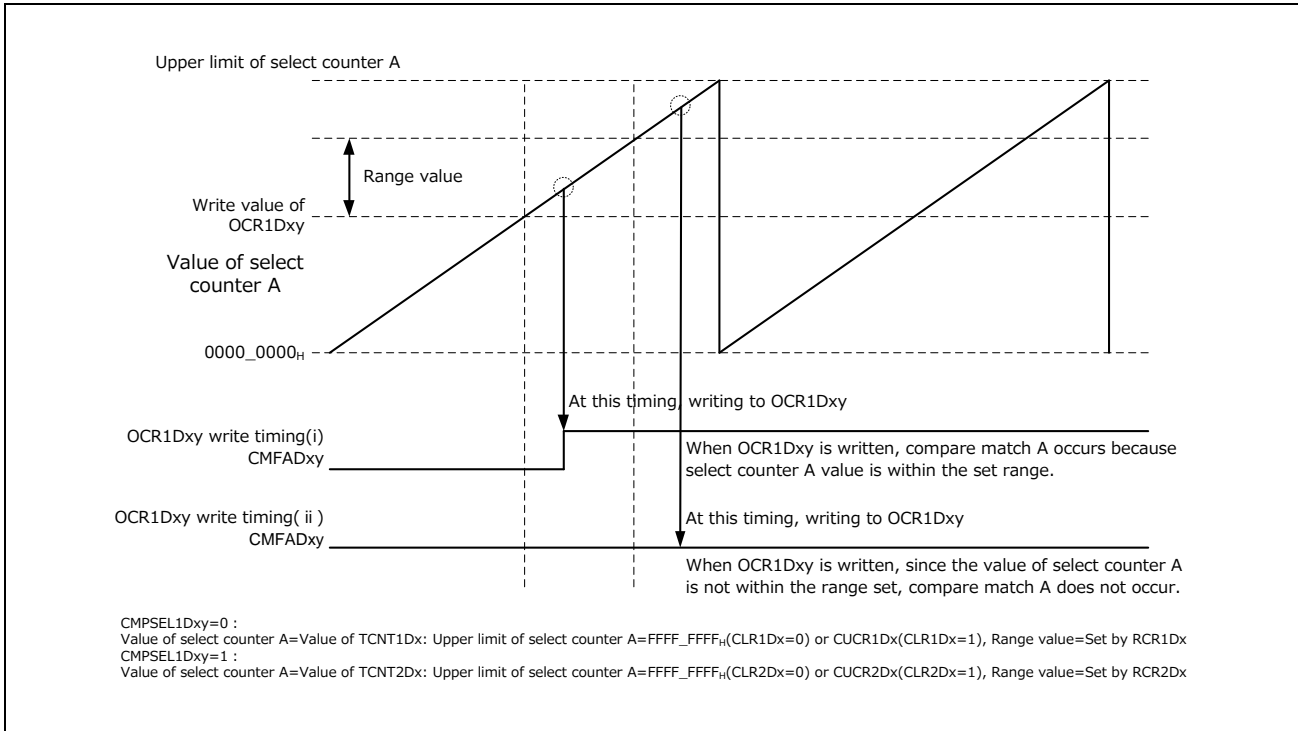 Upper limit of select counter A
Range value
Write value of
OCR1Dxy
Value of select
counter A
0000_0000H
At this timing, writing to OCR1Dxy
OCR1Dxy write timing(i)
CMFADxy
When OCR1Dxy is written, compare match A occurs because
select counter A value is within the set range.
OCR1Dxy write timing( ii )
CMFADxy
At this timing, writing to OCR1Dxy
When OCR1Dxy is written, since the value of select counter A
is not within the range set, compare match A does not occur.
CMPSEL1Dxy=0 :
Value of select counter A=Value of TCNT1Dx: Upper limit of select counter A=FFFF_FFFFH(CLR1Dx=0) or CUCR1Dx(CLR1Dx=1), Range value=Set by RCR1Dx
CMPSEL1Dxy=1 :
Value of select counter A=Value of TCNT2Dx: Upper limit of select counter A=FFFF_FFFFH(CLR2Dx=0) or CUCR2Dx(CLR2Dx=1), Range value=Set by RCR2Dx